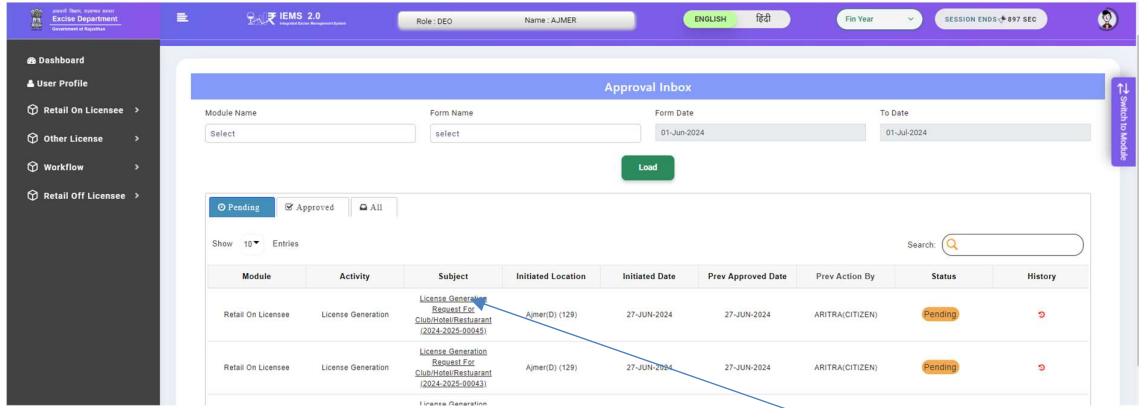 Excise Department
Government of Rajasthan
IEMS 2.0
Integrated Excise Management System
Role : DEO
Name : AJMER
ENGLISH
हिंदी
Fin Year
SESSION ENDS 897 SEC
Dashboard
User Profile
Retail On Licensee >
Other License >
Workflow >
Retail Off Licensee >
Switch to Module
Approval Inbox
Module Name Form Name Form Date To Date
Select select 01-Jun-2024 01-Jul-2024
Load
Pending Approved All
Show 10 Entries
Search:
Module Activity Subject Initiated Location Initiated Date Prev Approved Date Prev Action By Status History
License Generation
Request For
Retail On Licensee License Generation Club/Hotel/Restuarant Ajmer(D) (129) 27-JUN-2024 27-JUN-2024 ARITRA(CITIZEN) Pending
(2024-2025-00045)
License Generation
Request For
Retail On Licensee License Generation Club/Hotel/Restuarant Ajmer(D) (129) 27-JUN-2024 27-JUN-2024 ARITRA(CITIZEN) Pending
(2024-2025-00043)
License Generation